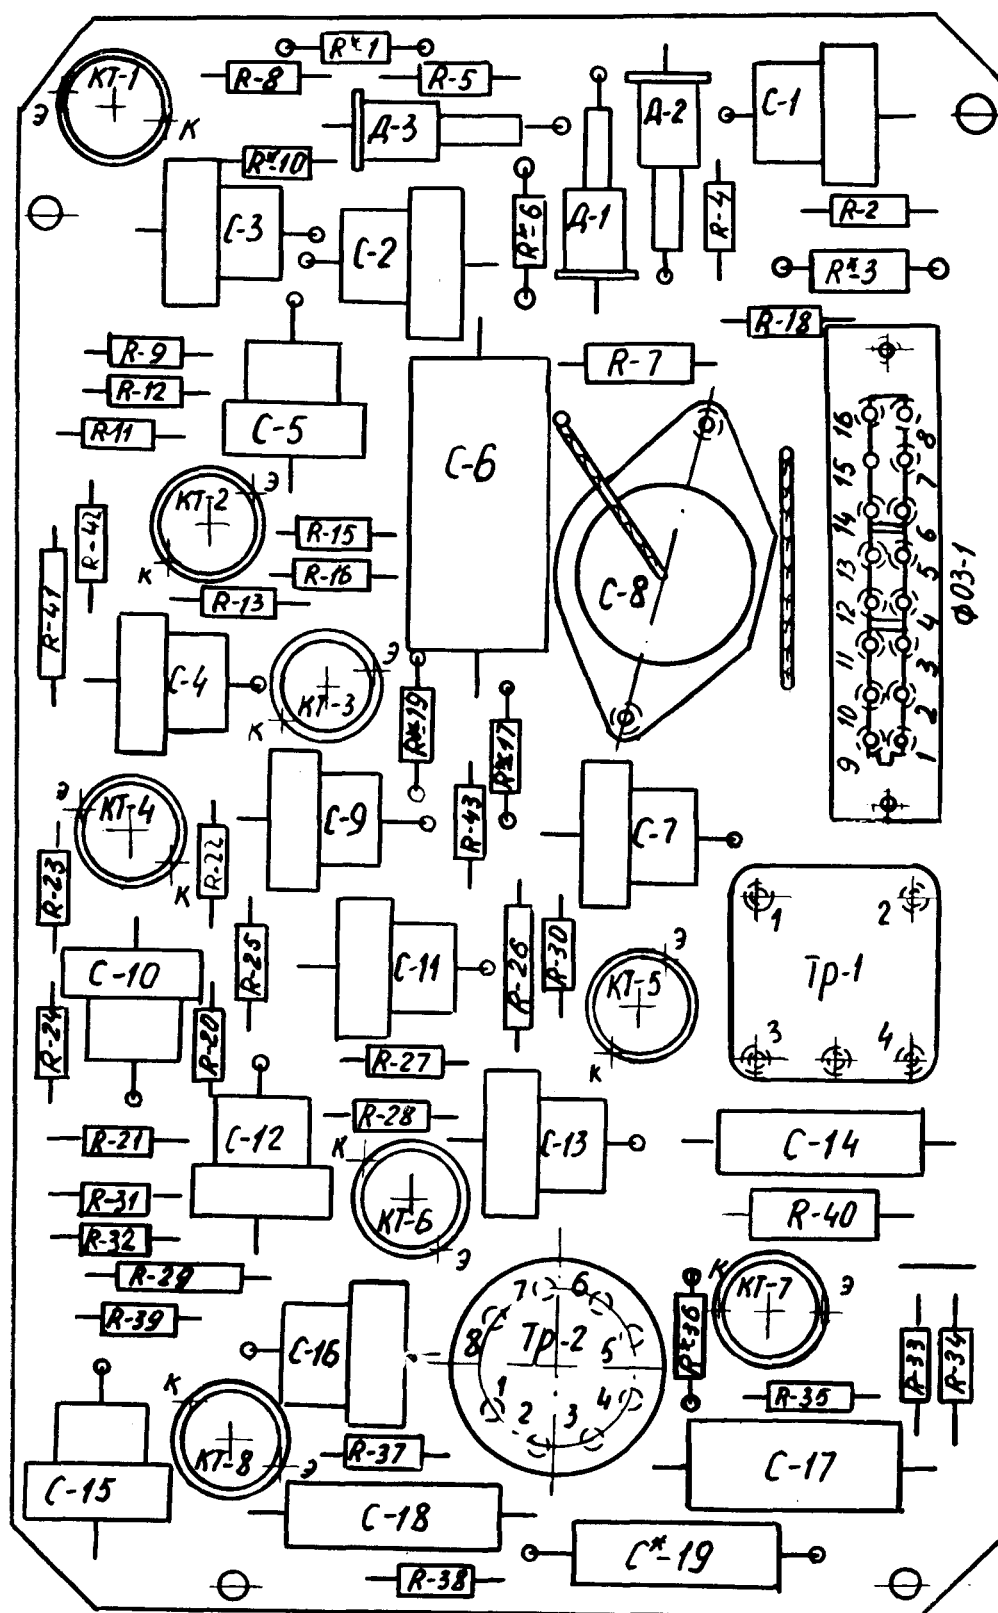 R*-1
КТ-1
R-8
R-5
Э
К
Д-3
Д-2
С-1
R*-10
С-3
С-2
R*-6
Д-1
R-4
R-2
R*-3
R-18
R-9
R-12
R-11
С-5
С-6
R-7
16
8
15
7
14
6
13
5
12
4
11
3
10
2
9
1
ФОЗ-1
R-42
КТ-2
Э
К
R-15
R-16
R-13
R-41
С-8
С-4
Э
КТ-3
К
R*-19
R*-17
Э
КТ-4
К
R-22
С-9
R-43
С-7
R-23
R-25
С-10
С-11
R-26
R-30
Э
КТ-5
К
1
2
Тр-1
3
4
R-24
R-20
R-27
R-28
R-21
С-12
К
КТ-6
Э
С-13
С-14
R-31
R-32
R-40
R-29
R-39
С-16
7
6
8
Тр-2
5
1
2
3
4
К
КТ-7
Э
R*-36
R-33
R-34
R-35
К
КТ-8
Э
R-37
С-15
С-17
С-18
С*-19
R-38